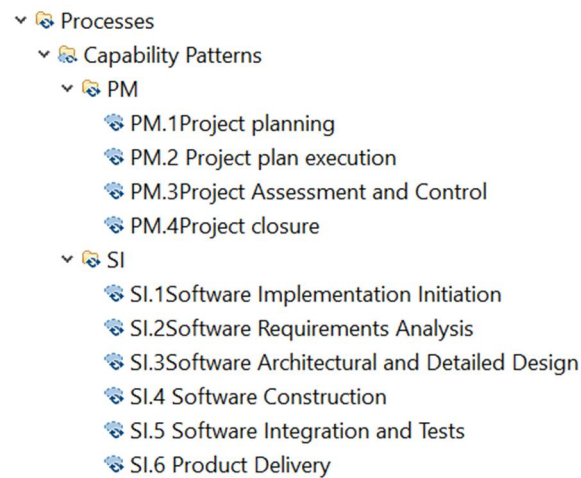 Processes
Capability Patterns
PM
PM.1Project planning
PM.2 Project plan execution
PM.3Project Assessment and Control
PM.4Project closure
SI
SI.1Software Implementation Initiation
SI.2Software Requirements Analysis
SI.3Software Architectural and Detailed Design
SI.4 Software Construction
SI.5 Software Integration and Tests
SI.6 Product Delivery